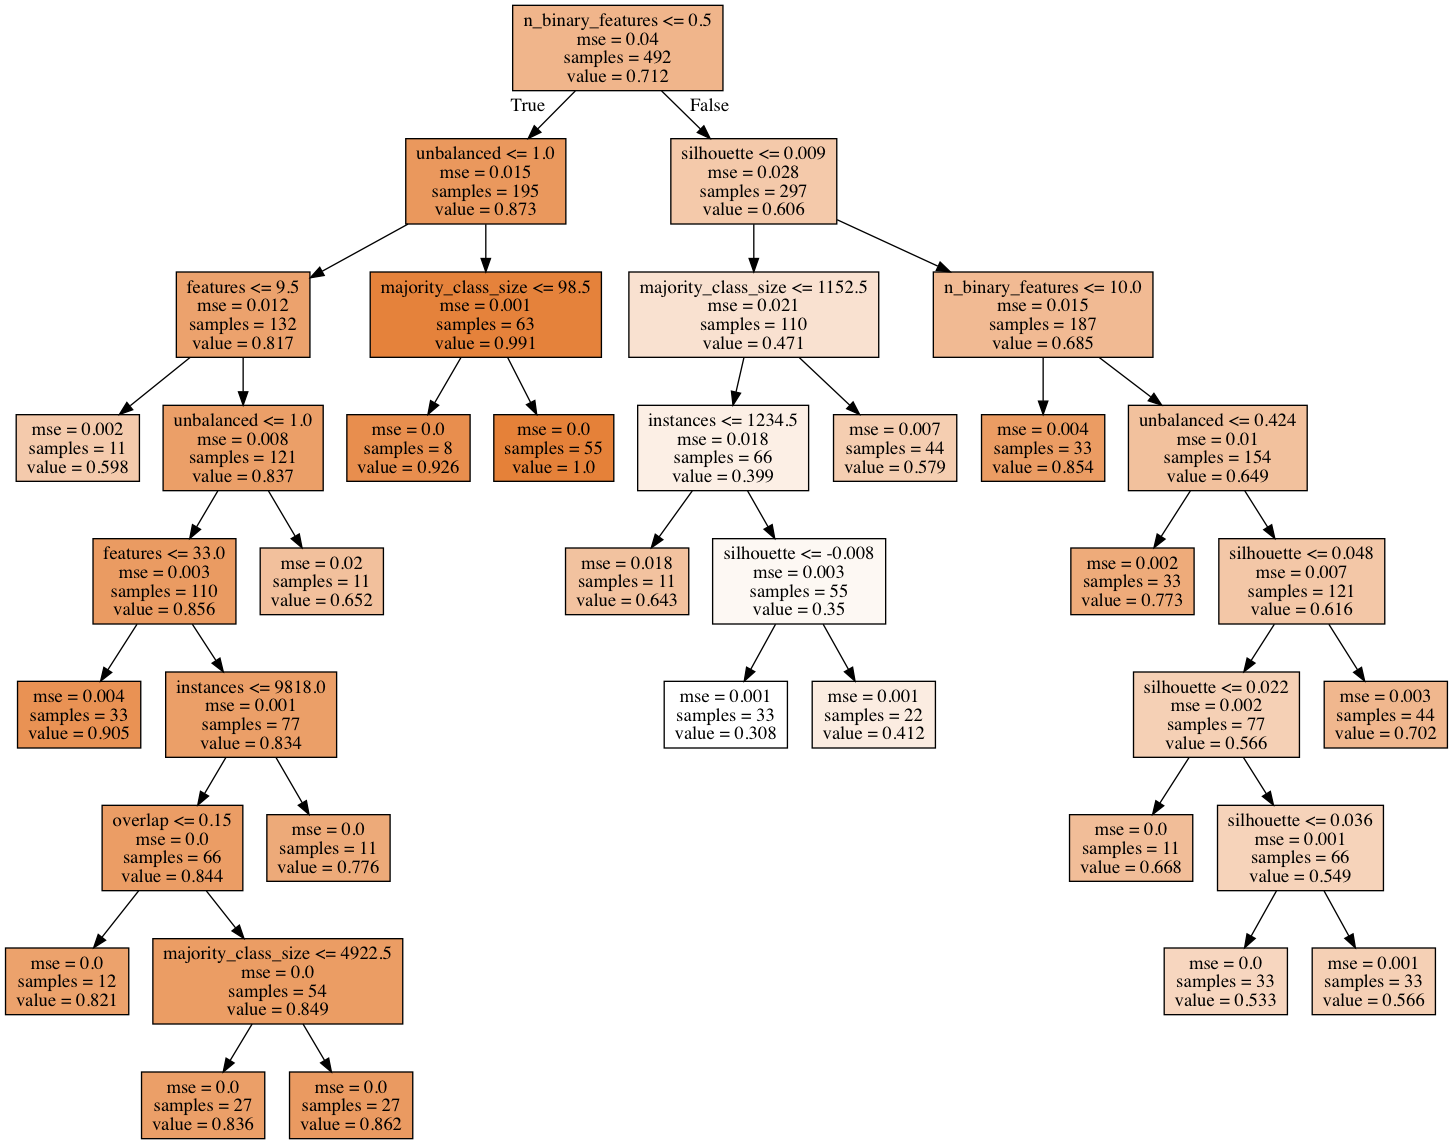 n_binary_features <= 0.5
mse = 0.04
samples = 492
value = 0.712
True
False
unbalanced <= 1.0
mse = 0.015
samples = 195
value = 0.873
silhouette <= 0.009
mse = 0.028
samples = 297
value = 0.606
features <= 9.5
mse = 0.012
samples = 132
value = 0.817
majority_class_size <= 98.5
mse = 0.001
samples = 63
value = 0.991
majority_class_size <= 1152.5
mse = 0.021
samples = 110
value = 0.471
n_binary_features <= 10.0
mse = 0.015
samples = 187
value = 0.685
mse = 0.002
samples = 11
value = 0.598
unbalanced <= 1.0
mse = 0.008
samples = 121
value = 0.837
mse = 0.0
samples = 8
value = 0.926
mse = 0.0
samples = 55
value = 1.0
instances <= 1234.5
mse = 0.018
samples = 66
value = 0.399
mse = 0.007
samples = 44
value = 0.579
mse = 0.004
samples = 33
value = 0.854
unbalanced <= 0.424
mse = 0.01
samples = 154
value = 0.649
features <= 33.0
mse = 0.003
samples = 110
value = 0.856
mse = 0.02
samples = 11
value = 0.652
mse = 0.018
samples = 11
value = 0.643
silhouette <= -0.008
mse = 0.003
samples = 55
value = 0.35
mse = 0.002
samples = 33
value = 0.773
silhouette <= 0.048
mse = 0.007
samples = 121
value = 0.616
mse = 0.004
samples = 33
value = 0.905
instances <= 9818.0
mse = 0.001
samples = 77
value = 0.834
mse = 0.001
samples = 33
value = 0.308
mse = 0.001
samples = 22
value = 0.412
silhouette <= 0.022
mse = 0.002
samples = 77
value = 0.566
mse = 0.003
samples = 44
value = 0.702
overlap <= 0.15
mse = 0.0
samples = 66
value = 0.844
mse = 0.0
samples = 11
value = 0.776
mse = 0.0
samples = 11
value = 0.668
silhouette <= 0.036
mse = 0.001
samples = 66
value = 0.549
mse = 0.0
samples = 12
value = 0.821
majority_class_size <= 4922.5
mse = 0.0
samples = 54
value = 0.849
mse = 0.0
samples = 33
value = 0.533
mse = 0.001
samples = 33
value = 0.566
mse = 0.0
samples = 27
value = 0.836
mse = 0.0
samples = 27
value = 0.862